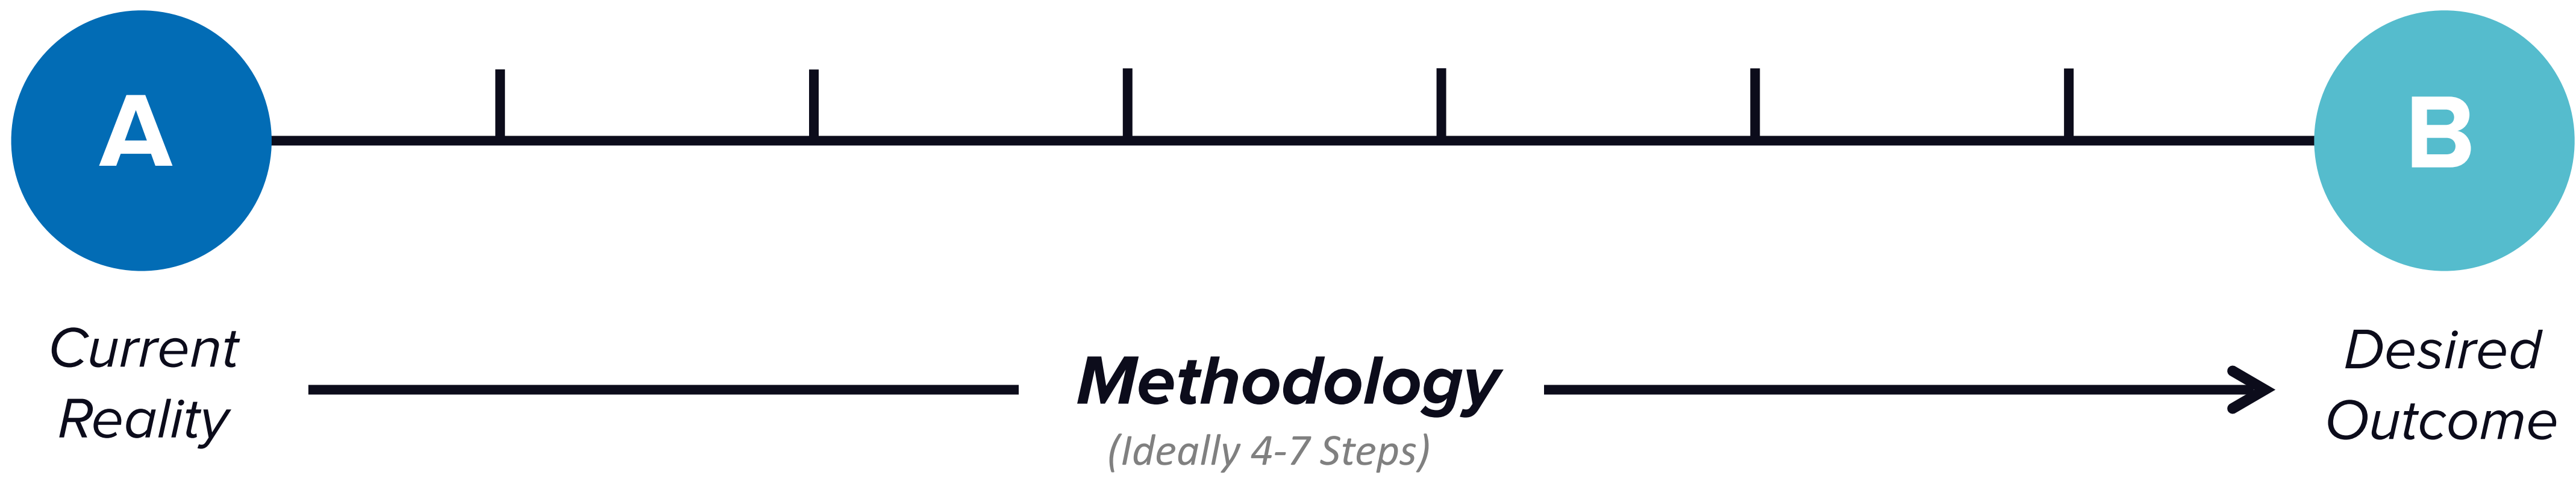 A
B
Current
Reality
Methodology
(Ideally 4-7 Steps)
Desired
Outcome